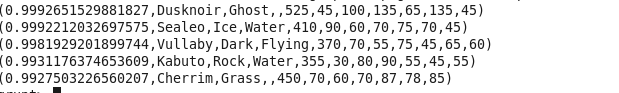 (0.9992651529881827,Dusknoir,Ghost,,525,45,100,135,65,135,45)
(0.9992212032697575,Sealeo,Ice,Water,410,90,60,70,75,70,45)
(0.9981929201899744,Vullaby,Dark,Flying,370,70,55,75,45,65,60)
(0.9931176374653609,Kabuto,Rock,Water,355,30,80,90,55,45,55)
(0.9927503226560207,Cherrim,Grass,,450,70,60,70,87,78,85)